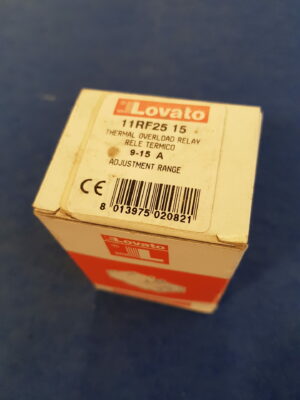 Lovato
11RF25 15
THERMAL OVERLOAD RELAY
RELE TERMICO
9-15 A
ADJUSTMENT RANGE
CE
8 013975 020821
Lovato